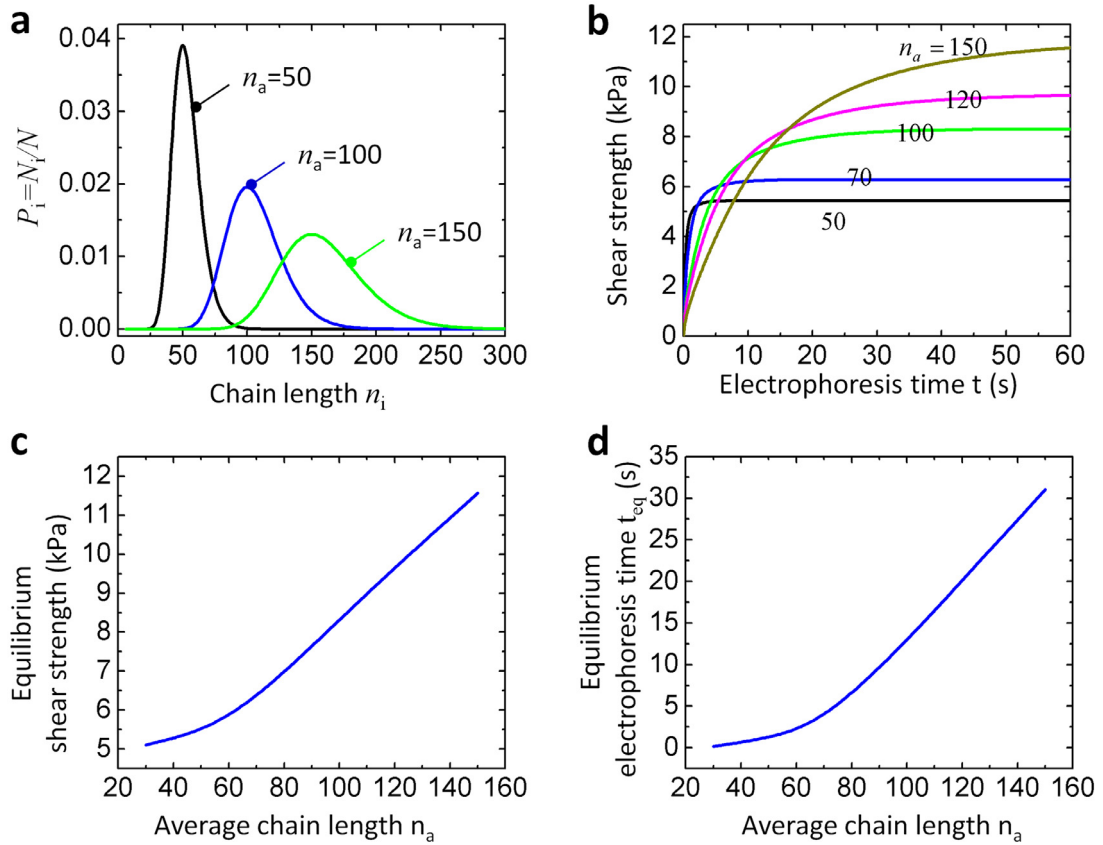 a
0.04
0.03
0.02
0.01
0.00
P_i=N_i/N
n_a=50
n_a=100
n_a=150
0 50 100 150 200 250 300
Chain length n_i
b
12
10
8
6
4
2
0
Shear strength (kPa)
n_a = 150
120
100
70
50
0 10 20 30 40 50 60
Electrophoresis time t (s)
c
12
11
10
9
8
7
6
5
Equilibrium
shear strength (kPa)
20 40 60 80 100 120 140 160
Average chain length n_a
d
35
30
25
20
15
10
5
0
Equilibrium
electrophoresis time t_eq (s)
20 40 60 80 100 120 140 160
Average chain length n_a